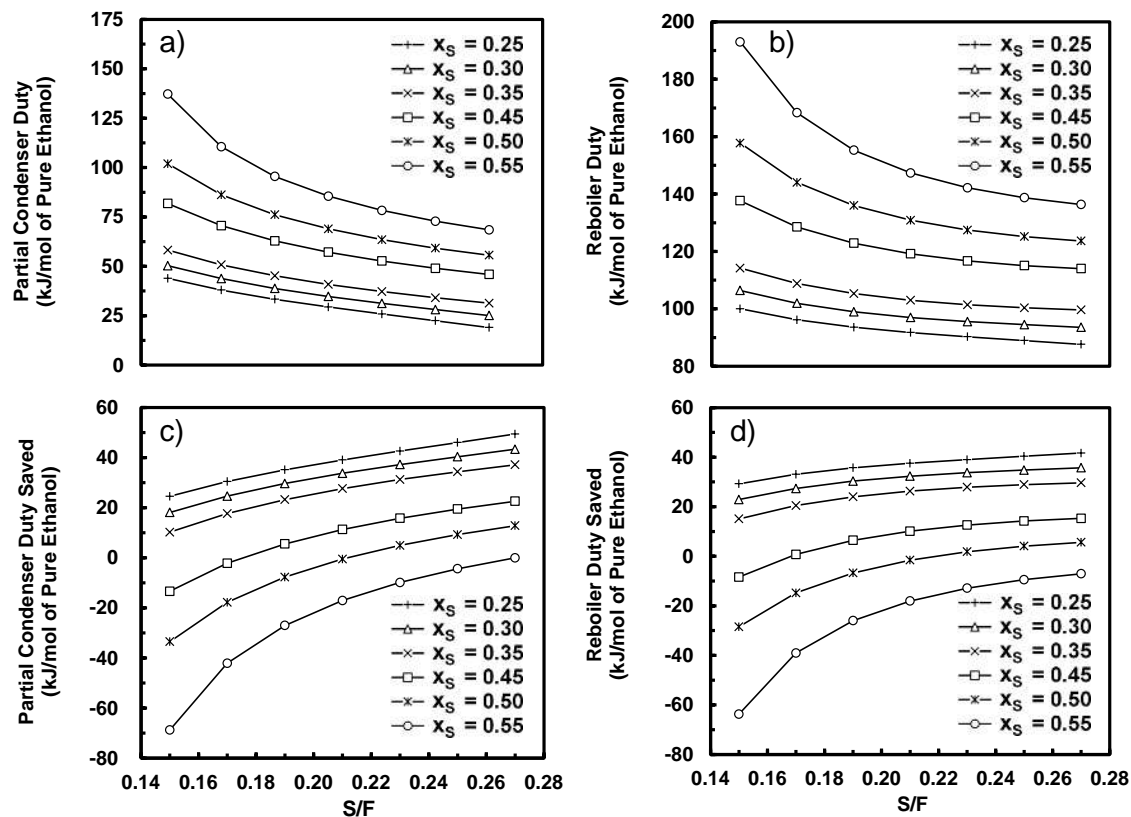 Partial Condenser Duty
(kJ/mol of Pure Ethanol)
175
150
125
100
75
50
25
0
a)
xS = 0.25
xS = 0.30
xS = 0.35
xS = 0.45
xS = 0.50
xS = 0.55
Reboiler Duty
(kJ/mol of Pure Ethanol)
200
180
160
140
120
100
80
b)
xS = 0.25
xS = 0.30
xS = 0.35
xS = 0.45
xS = 0.50
xS = 0.55
Partial Condenser Duty Saved
(kJ/mol of Pure Ethanol)
60
40
20
0
-20
-40
-60
-80
c)
xS = 0.25
xS = 0.30
xS = 0.35
xS = 0.45
xS = 0.50
xS = 0.55
0.14 0.16 0.18 0.20 0.22 0.24 0.26 0.28
S/F
Reboiler Duty Saved
(kJ/mol of Pure Ethanol)
60
40
20
0
-20
-40
-60
-80
d)
xS = 0.25
xS = 0.30
xS = 0.35
xS = 0.45
xS = 0.50
xS = 0.55
0.14 0.16 0.18 0.20 0.22 0.24 0.26 0.28
S/F